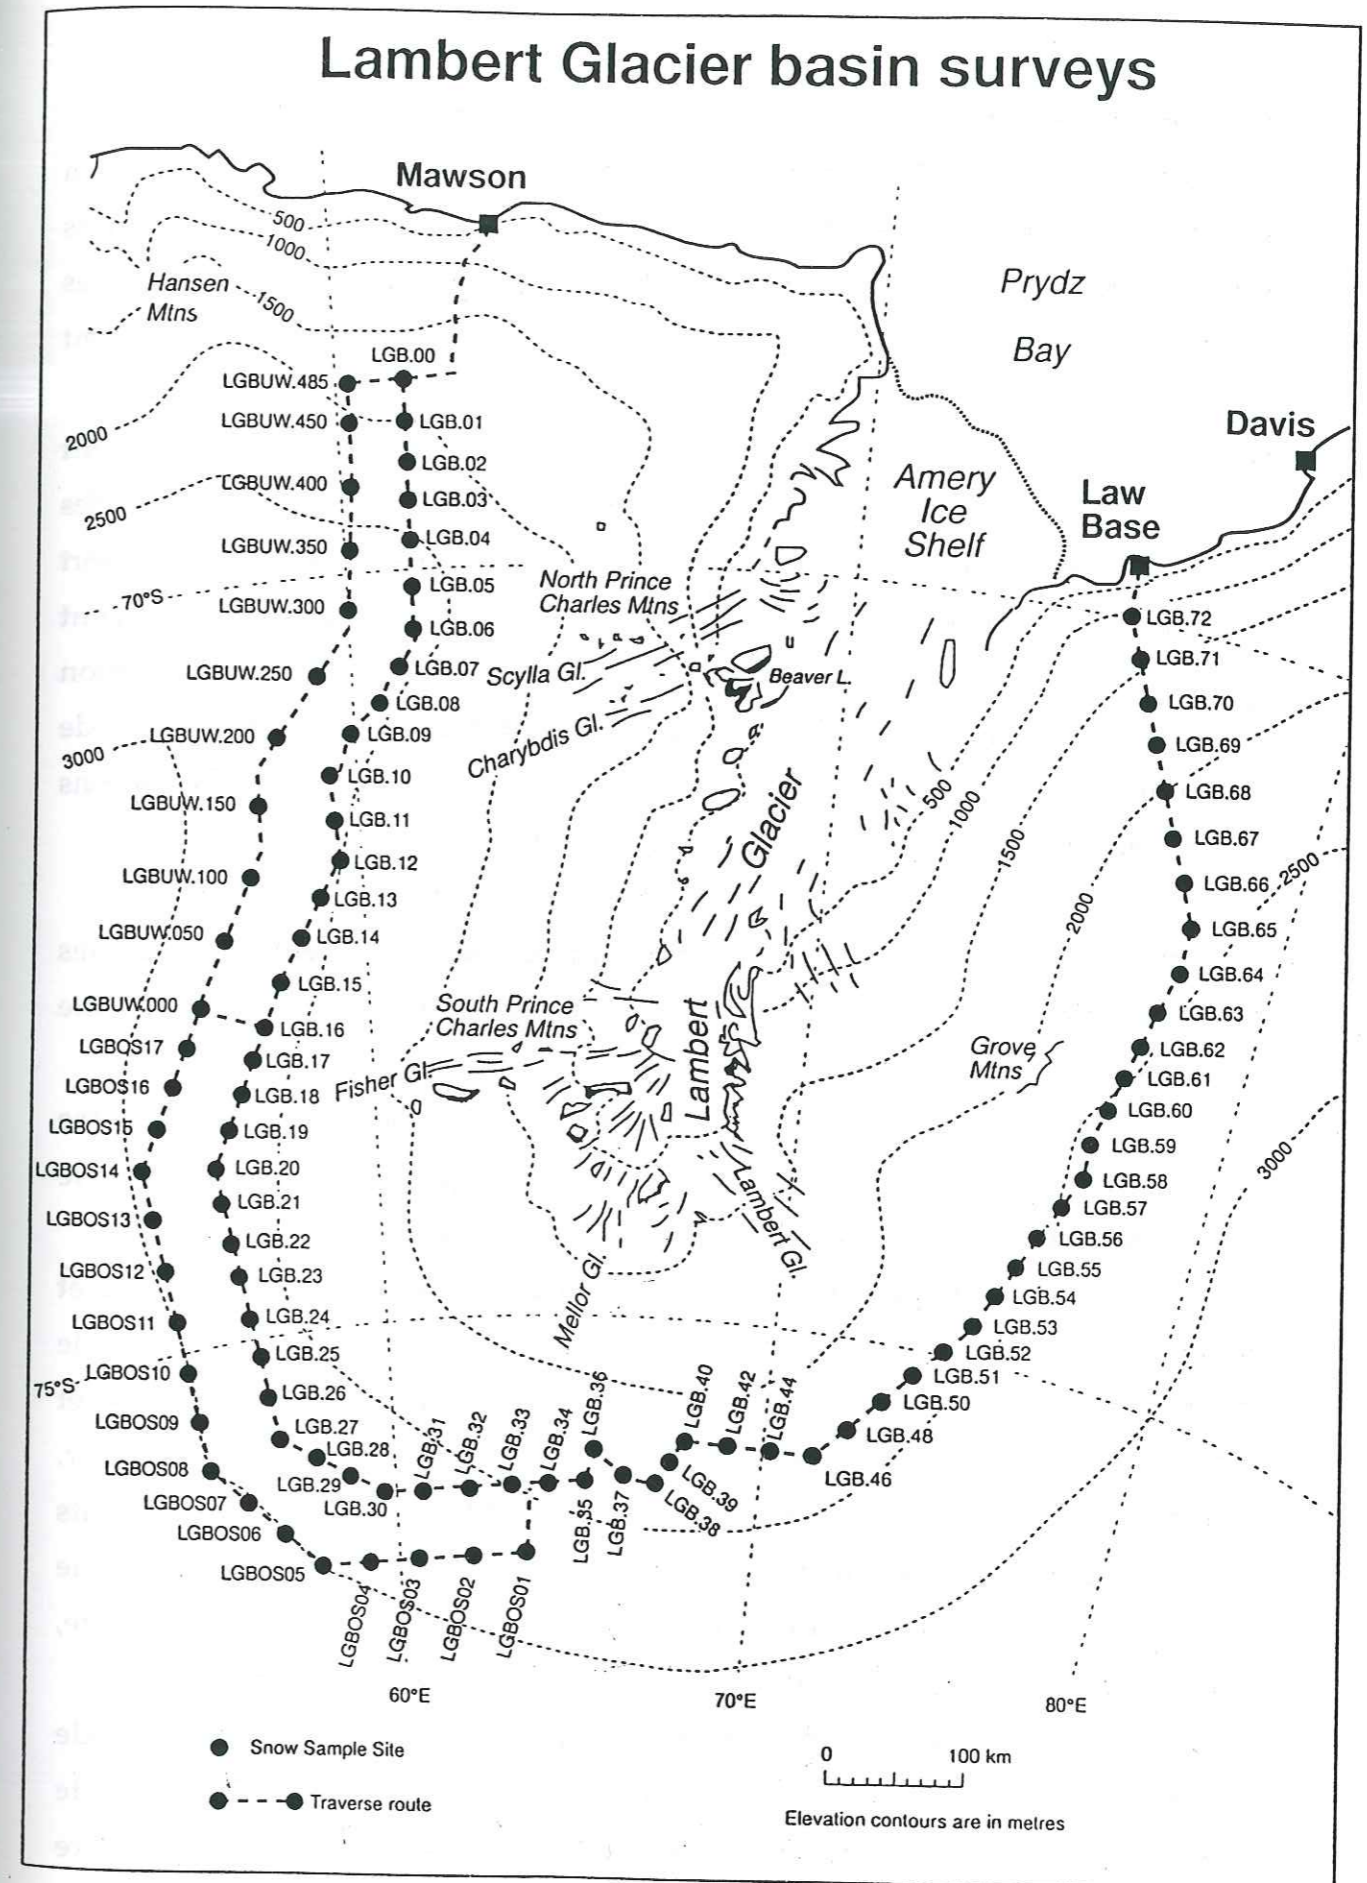 Lambert Glacier basin surveys
Mawson
500
1000
Hansen
Mtns
1500
Prydz
Bay
LGB.00
LGBUW.485
LGBUW.450
LGB.01
2000
LGB.02
LGBUW.400
LGB.03
2500
LGB.04
LGBUW.350
Davis
Amery
Ice
Shelf
Law
Base
70°S
LGBUW.300
LGB.05
North Prince
Charles Mtns
LGB.06
LGB.72
LGBUW.250
LGB.07
Scylla Gl.
Beaver L.
LGB.71
LGB.08
LGB.70
LGBUW.200
LGB.09
Charybdis Gl.
LGB.69
3000
LGB.10
LGB.68
LGBUW.150
LGB.11
500
1000
1500
Glacier
LGB.67
LGBUW.100
LGB.12
LGB.66
2500
LGB.13
2000
LGBUW.050
LGB.14
LGB.65
LGB.15
LGB.64
LGBUW.000
LGB.16
South Prince
Charles Mtns
Lambert
LGB.63
LGBOS17
LGB.17
Grove
Mtns
LGB.62
LGBOS16
LGB.18
Fisher Gl.
LGB.61
LGBOS15
LGB.19
LGB.60
LGBOS14
LGB.20
LGB.59
3000
LGB.21
LGB.58
LGBOS13
LGB.22
Lambert Gl.
LGB.57
LGBOS12
LGB.23
LGB.56
Mellor Gl.
LGB.55
LGBOS11
LGB.24
LGB.54
LGB.53
75°S
LGBOS10
LGB.25
LGB.52
LGB.26
LGB.51
LGBOS09
LGB.27
LGB.50
LGBOS08
LGB.28
LGB.48
LGBOS07
LGB.29
LGB.30
LGB.31
LGB.32
LGB.33
LGB.34
LGB.35
LGB.36
LGB.37
LGB.38
LGB.39
LGB.40
LGB.42
LGB.44
LGB.46
LGBOS06
LGBOS05
LGBOS04
LGBOS03
LGBOS02
LGBOS01
60°E
70°E
80°E
Snow Sample Site
Traverse route
0 100 km
Elevation contours are in metres